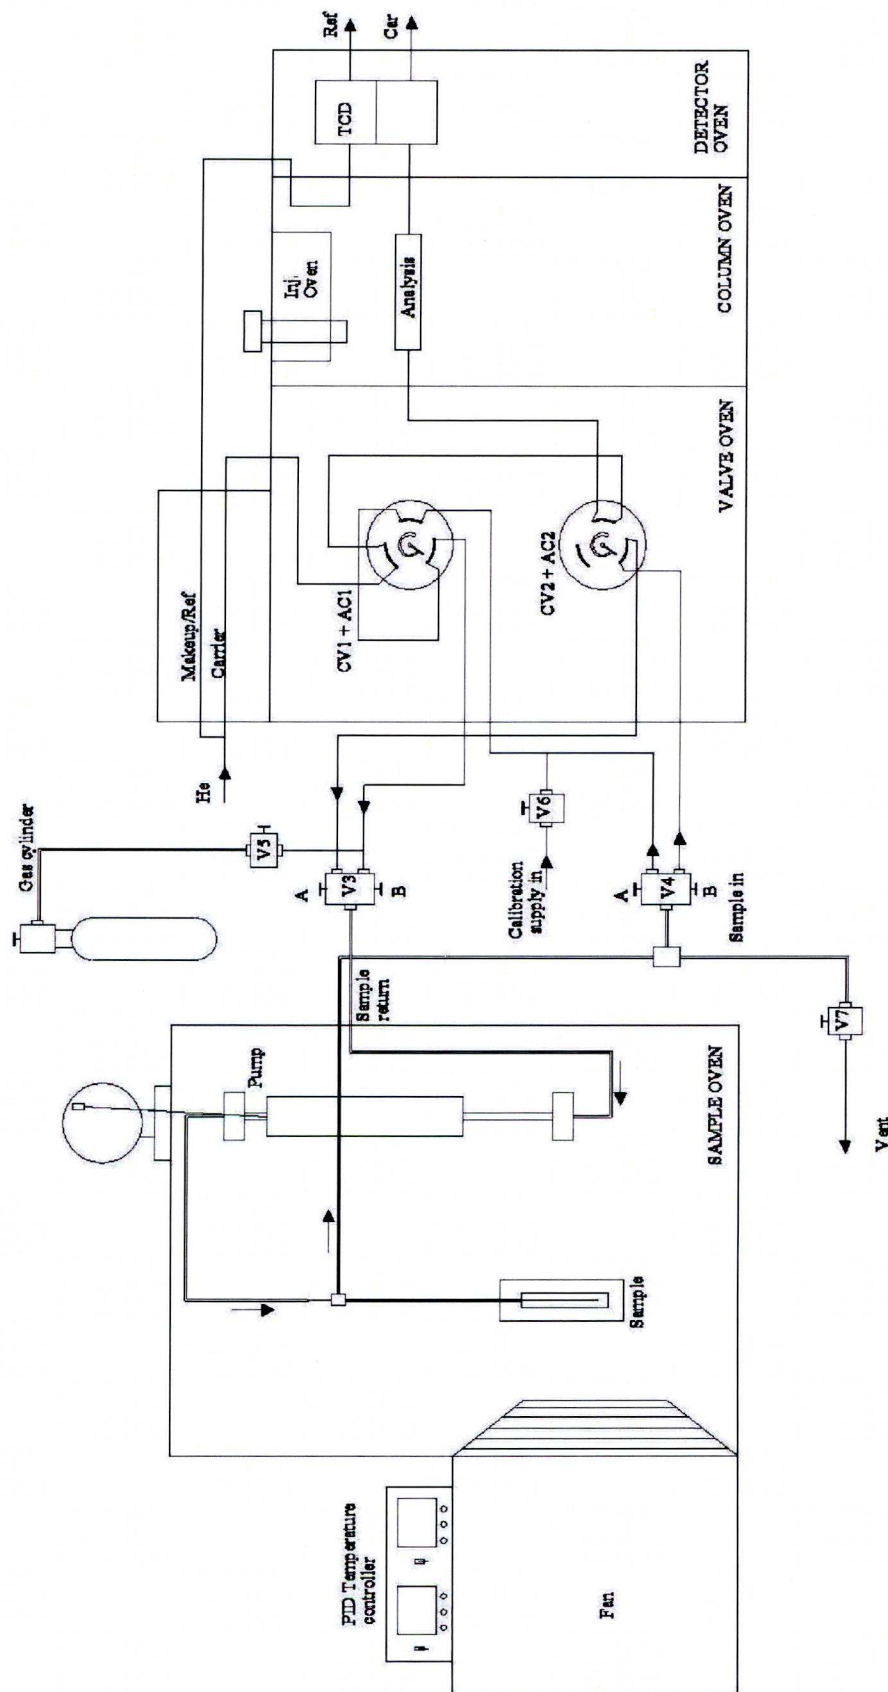 PID Temperature
controller
Fan
SAMPLE OVEN
Sample
Pump
Sample
return
Gas cylinder
V5
A
V3
B
He
Makeup/Ref
Carrier
Calibration
supply in
V6
A
V4
B
Sample in
V7
Vent
CV1 + AC1
CV2 + AC2
VALVE OVEN
Inj.
Oven
Analysis
COLUMN OVEN
TCD
Ref
Car
DETECTOR
OVEN